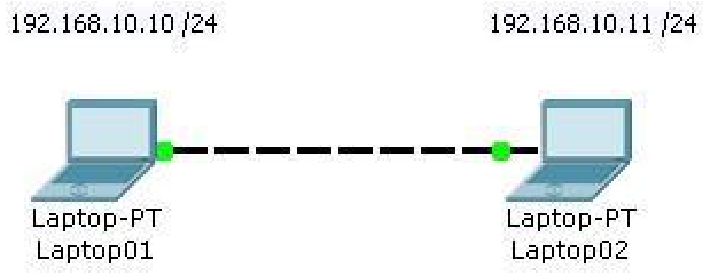 192.168.10.10 /24
192.168.10.11 /24
Laptop-PT
Laptop01
Laptop-PT
Laptop02